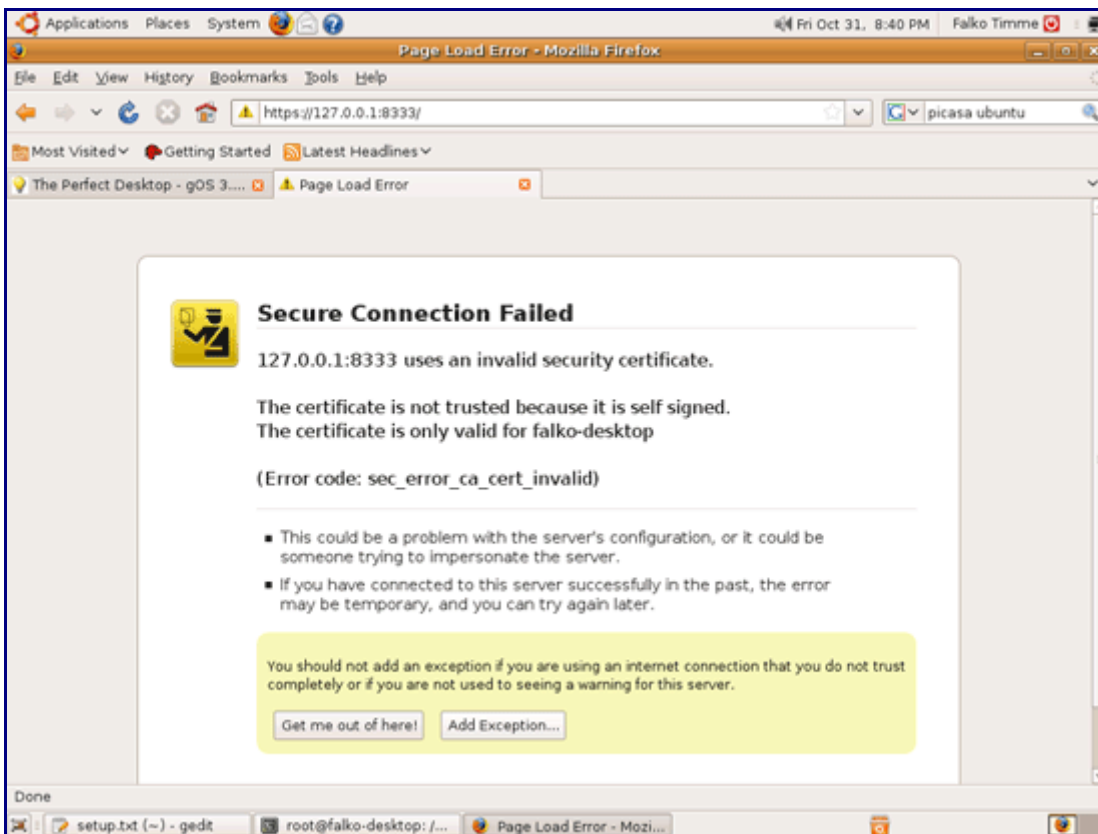 Applications Places System Fri Oct 31, 8:40 PM Falko Timme
Page Load Error - Mozilla Firefox
File Edit View History Bookmarks Tools Help
https://127.0.0.1:8333/ picasa ubuntu
Most Visited Getting Started Latest Headlines
The Perfect Desktop - gOS 3.... Page Load Error
Secure Connection Failed
127.0.0.1:8333 uses an invalid security certificate.
The certificate is not trusted because it is self signed.
The certificate is only valid for falko-desktop
(Error code: sec_error_ca_cert_invalid)
This could be a problem with the server's configuration, or it could be
someone trying to impersonate the server.
If you have connected to this server successfully in the past, the error
may be temporary, and you can try again later.
You should not add an exception if you are using an internet connection that you do not trust
completely or if you are not used to seeing a warning for this server.
Get me out of here! Add Exception...
Done
setup.txt (~) - gedit root@falko-desktop: /... Page Load Error - Mozi...